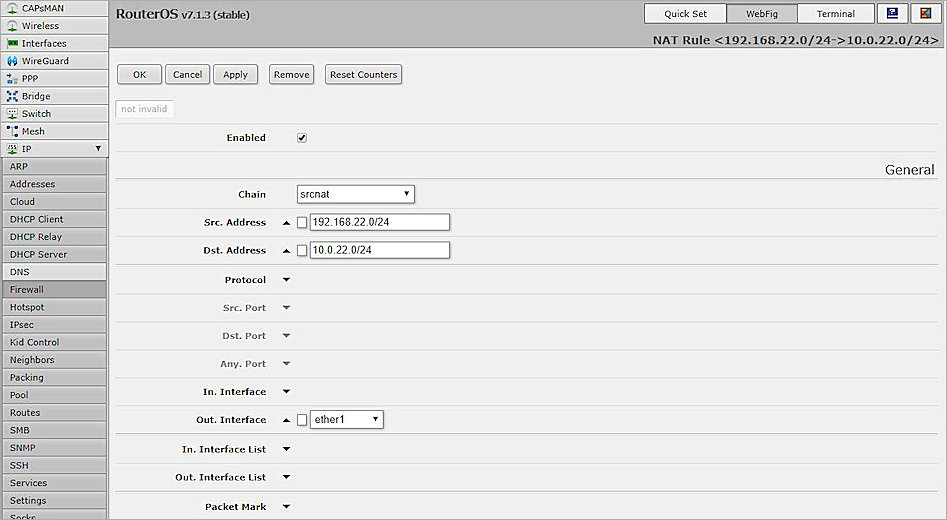 CAPsMAN
Wireless
Interfaces
WireGuard
PPP
Bridge
Switch
Mesh
IP
ARP
Addresses
Cloud
DHCP Client
DHCP Relay
DHCP Server
DNS
Firewall
Hotspot
IPsec
Kid Control
Neighbors
Packing
Pool
Routes
SMB
SNMP
SSH
Services
Settings
Socks
RouterOS v7.1.3 (stable)
Quick Set WebFig Terminal
NAT Rule <192.168.22.0/24->10.0.22.0/24>
OK Cancel Apply Remove Reset Counters
not invalid
Enabled
General
Chain srcnat
Src. Address 192.168.22.0/24
Dst. Address 10.0.22.0/24
Protocol
Src. Port
Dst. Port
Any. Port
In. Interface
Out. Interface ether1
In. Interface List
Out. Interface List
Packet Mark